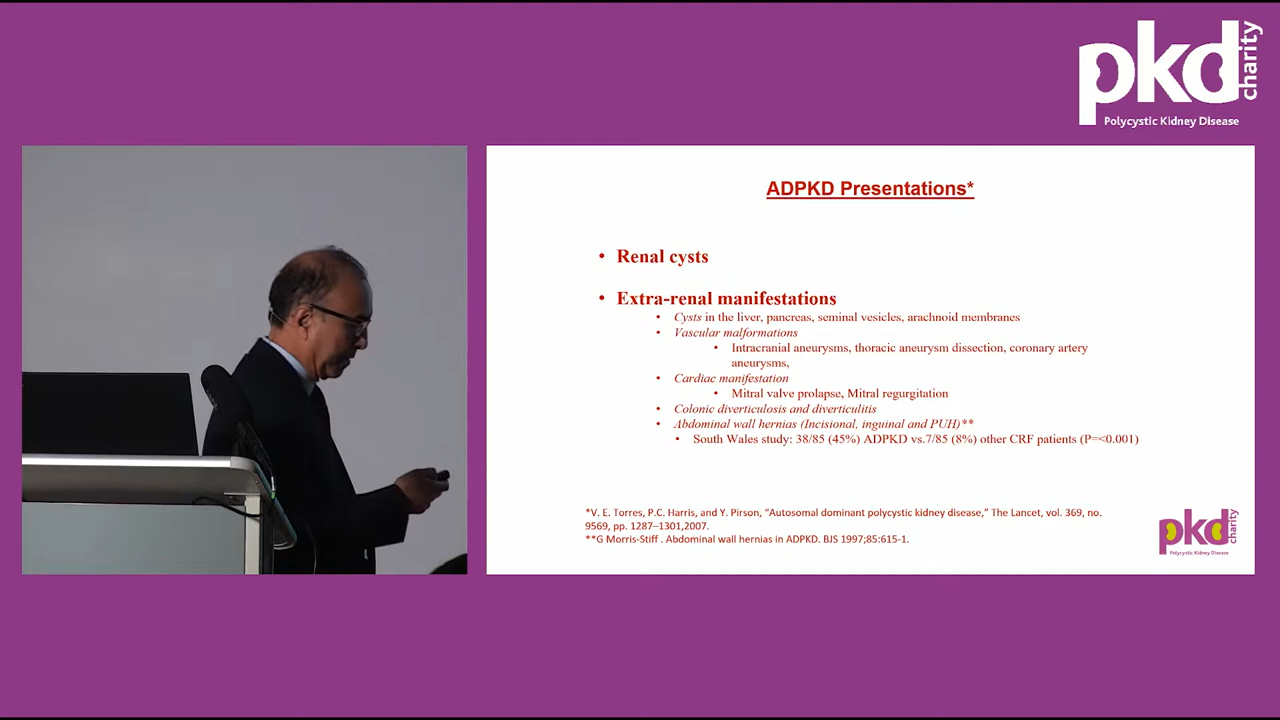 pkd charity
Polycystic Kidney Disease
ADPKD Presentations*
• Renal cysts
• Extra-renal manifestations
• Cysts in the liver, pancreas, seminal vesicles, arachnoid membranes
• Vascular malformations
• Intracranial aneurysms, thoracic aneurysm dissection, coronary artery
aneurysms,
• Cardiac manifestation
• Mitral valve prolapse, Mitral regurgitation
• Colonic diverticulosis and diverticulitis
• Abdominal wall hernias (Incisional, inguinal and PUH)**
• South Wales study: 38/85 (45%) ADPKD vs.7/85 (8%) other CRF patients (P=<0.001)
*V. E. Torres, P.C. Harris, and Y. Pirson, “Autosomal dominant polycystic kidney disease,” The Lancet, vol. 369, no.
9569, pp. 1287–1301,2007.
**G Morris-Stiff . Abdominal wall hernias in ADPKD. BJS 1997;85:615-1.
pkd charity
Polycystic Kidney Disease